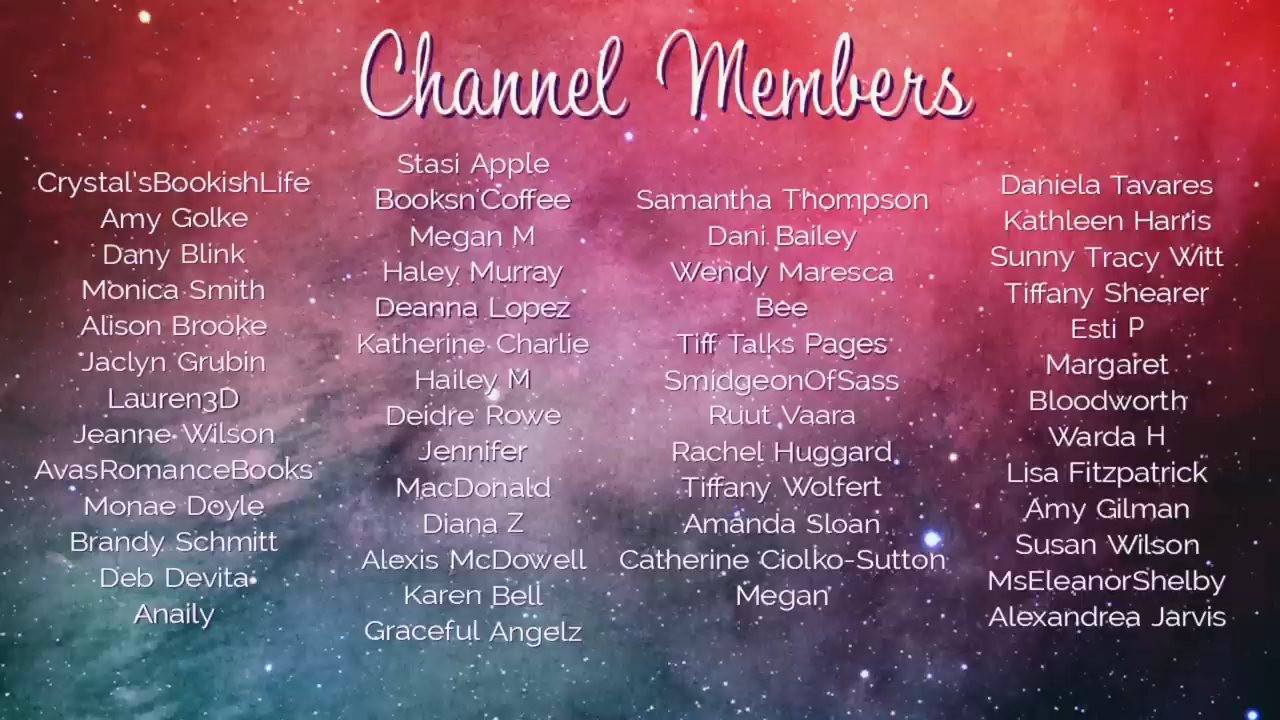 Channel Members
Crystal'sBookishLife
Amy Golke
Dany Blink
Monica Smith
Alison Brooke
Jaclyn Grubin
Lauren3D
Jeanne Wilson
AvasRomanceBooks
Monae Doyle
Brandy Schmitt
Deb Devita
Anaily
Stasi Apple
Booksn'Coffee
Megan M
Haley Murray
Deanna Lopez
Katherine Charlie
Hailey M
Deidre Rowe
Jennifer
MacDonald
Diana Z
Alexis McDowell
Karen Bell
Graceful Angelz
Samantha Thompson
Dani Bailey
Wendy Maresca
Bee
Tiff Talks Pages
SmidgeonOfSass
Ruut Vaara
Rachel Huggard
Tiffany Wolfert
Amanda Sloan
Catherine Ciolko-Sutton
Megan
Daniela Tavares
Kathleen Harris
Sunny Tracy Witt
Tiffany Shearer
Esti P
Margaret
Bloodworth
Warda H
Lisa Fitzpatrick
Amy Gilman
Susan Wilson
MsEleanorShelby
Alexandrea Jarvis